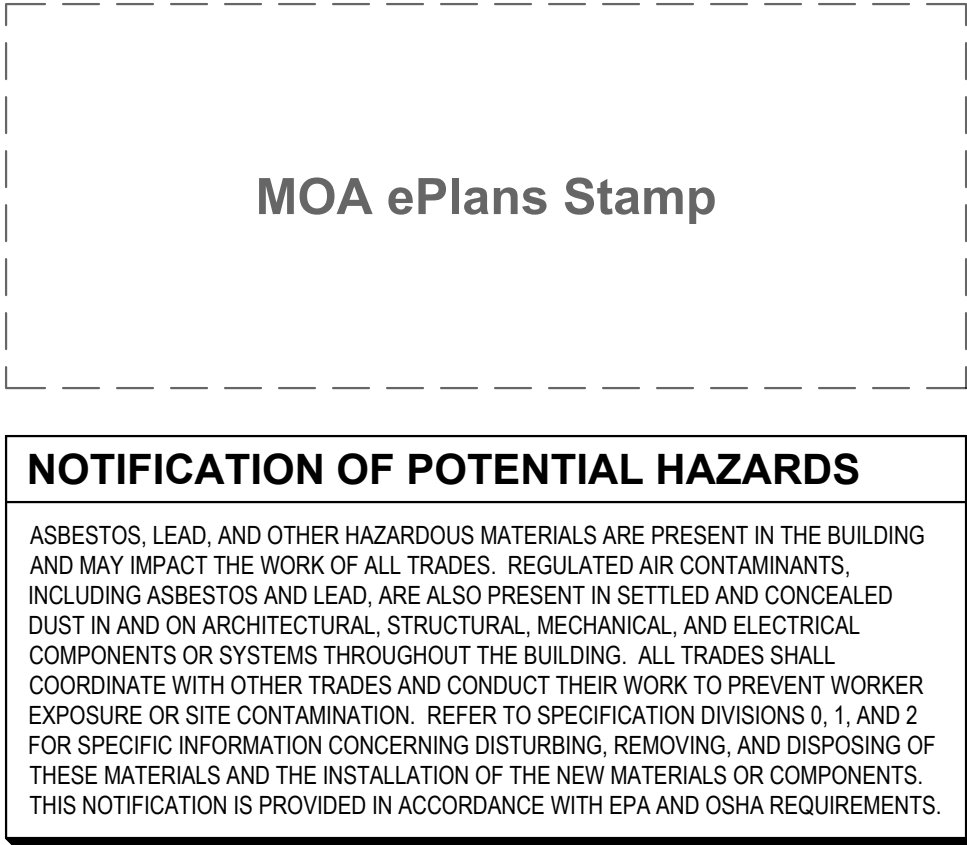 MOA ePlans Stamp
NOTIFICATION OF POTENTIAL HAZARDS
ASBESTOS, LEAD, AND OTHER HAZARDOUS MATERIALS ARE PRESENT IN THE BUILDING
AND MAY IMPACT THE WORK OF ALL TRADES.  REGULATED AIR CONTAMINANTS,
INCLUDING ASBESTOS AND LEAD, ARE ALSO PRESENT IN SETTLED AND CONCEALED
DUST IN AND ON ARCHITECTURAL, STRUCTURAL, MECHANICAL, AND ELECTRICAL
COMPONENTS OR SYSTEMS THROUGHOUT THE BUILDING.  ALL TRADES SHALL
COORDINATE WITH OTHER TRADES AND CONDUCT THEIR WORK TO PREVENT WORKER
EXPOSURE OR SITE CONTAMINATION.  REFER TO SPECIFICATION DIVISIONS 0, 1, AND 2
FOR SPECIFIC INFORMATION CONCERNING DISTURBING, REMOVING, AND DISPOSING OF
THESE MATERIALS AND THE INSTALLATION OF THE NEW MATERIALS OR COMPONENTS.
THIS NOTIFICATION IS PROVIDED IN ACCORDANCE WITH EPA AND OSHA REQUIREMENTS.